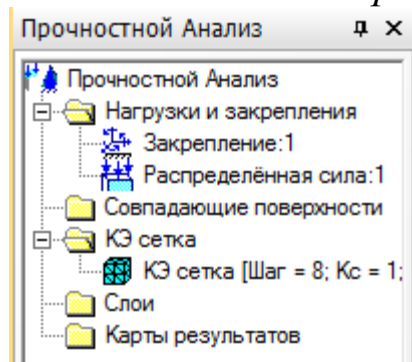 Прочностной Анализ
Прочностной Анализ
Нагрузки и закрепления
Закрепление:1
Распределённая сила:1
Совпадающие поверхности
КЭ сетка
КЭ сетка [Шаг = 8; Кс = 1;
Слои
Карты результатов